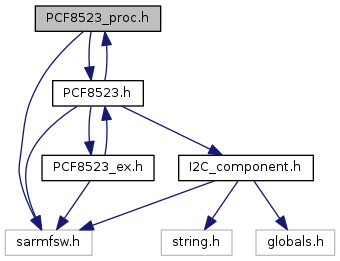 PCF8523_proc.h
PCF8523.h
PCF8523_ex.h
I2C_component.h
sarmfsw.h
string.h
globals.h